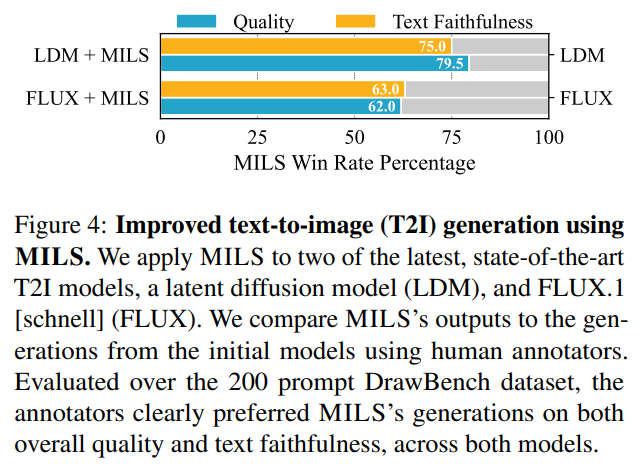 Quality Text Faithfulness
LDM + MILS 75.0 LDM
79.5
FLUX + MILS 63.0 FLUX
62.0
0 25 50 75 100
MILS Win Rate Percentage
Figure 4: Improved text-to-image (T2I) generation using
MILS. We apply MILS to two of the latest, state-of-the-art
T2I models, a latent diffusion model (LDM), and FLUX.1
[schnell] (FLUX). We compare MILS's outputs to the gen-
erations from the initial models using human annotators.
Evaluated over the 200 prompt DrawBench dataset, the
annotators clearly preferred MILS's generations on both
overall quality and text faithfulness, across both models.